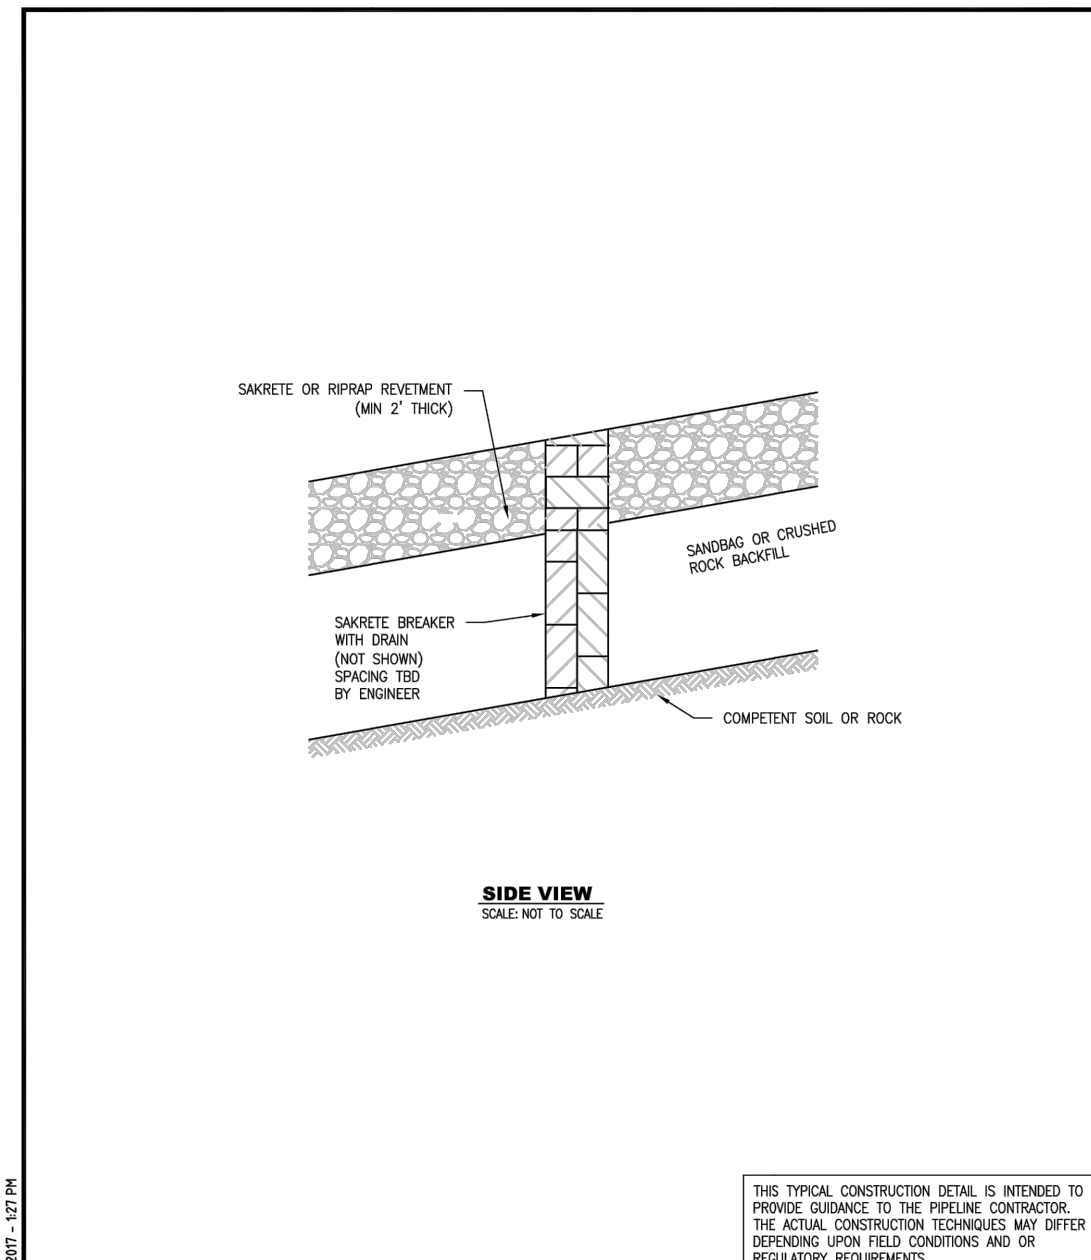 SAKRETE OR RIPRAP REVETMENT
(MIN 2' THICK)
SANDBAG OR CRUSHED
ROCK BACKFILL
SAKRETE BREAKER
WITH DRAIN
(NOT SHOWN)
SPACING TBD
BY ENGINEER
COMPETENT SOIL OR ROCK
SIDE VIEW
SCALE: NOT TO SCALE
2017 - 1:27 PM
THIS TYPICAL CONSTRUCTION DETAIL IS INTENDED TO
PROVIDE GUIDANCE TO THE PIPELINE CONTRACTOR.
THE ACTUAL CONSTRUCTION TECHNIQUES MAY DIFFER
DEPENDING UPON FIELD CONDITIONS AND OR
REGULATORY REQUIREMENTS